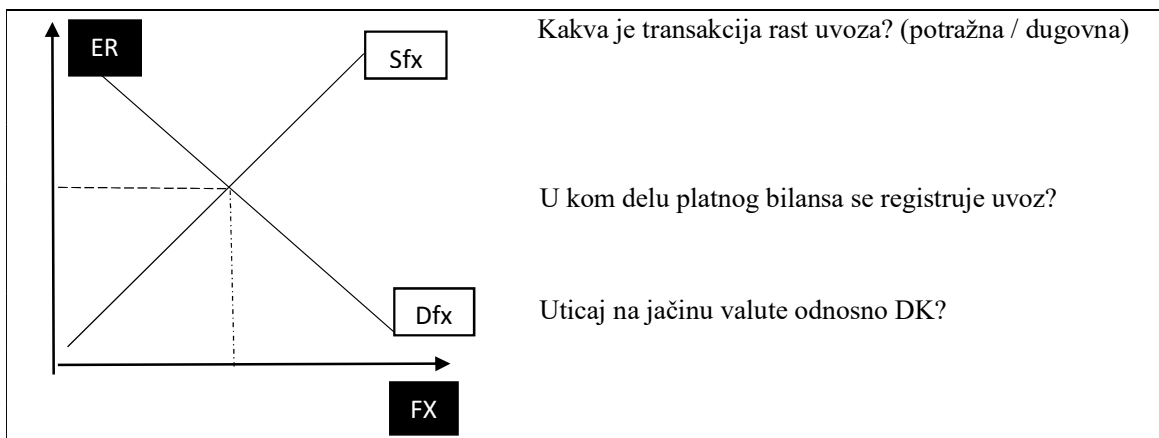 ER
Sfx
Kakva je transakcija rast uvoza? (potražna / dugovna)
U kom delu platnog bilansa se registruje uvoz?
Dfx
Uticaj na jačinu valute odnosno DK?
FX